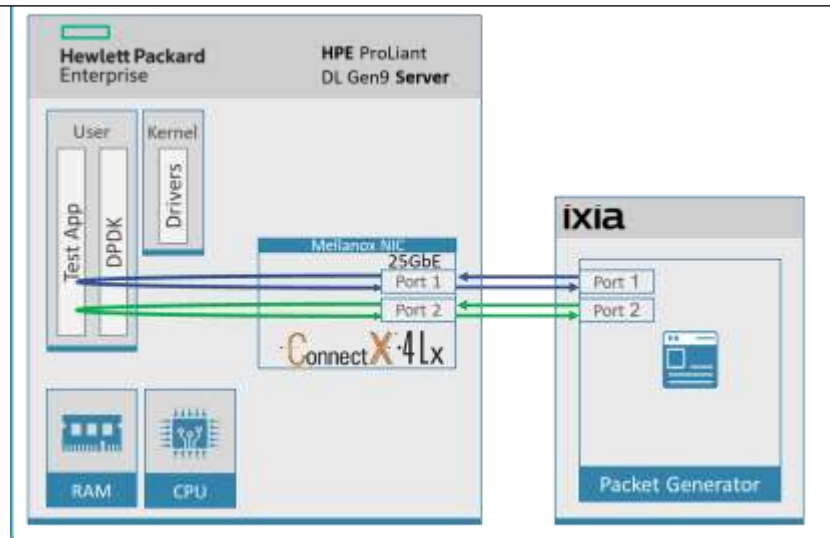 Hewlett Packard
Enterprise
HPE ProLiant
DL Gen9 Server
User
Kernel
Test App
DPDK
Drivers
Mellanox NIC
25GbE
Port 1
Port 2
ConnectX-4Lx
RAM
CPU
ixia
Port 1
Port 2
Packet Generator